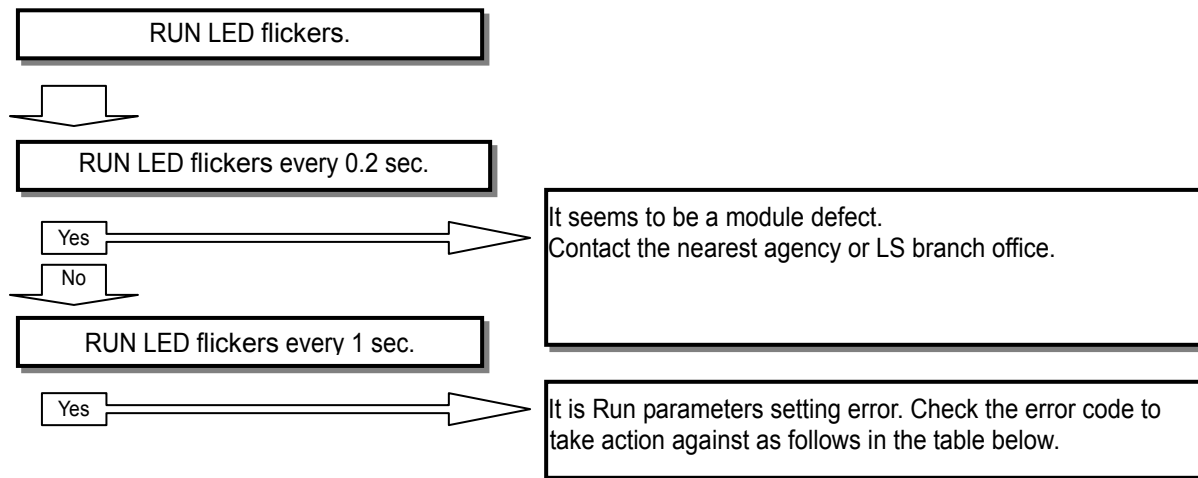 RUN LED flickers.
RUN LED flickers every 0.2 sec.
Yes
It seems to be a module defect.
Contact the nearest agency or LS branch office.
No
RUN LED flickers every 1 sec.
Yes
It is Run parameters setting error. Check the error code to
take action against as follows in the table below.